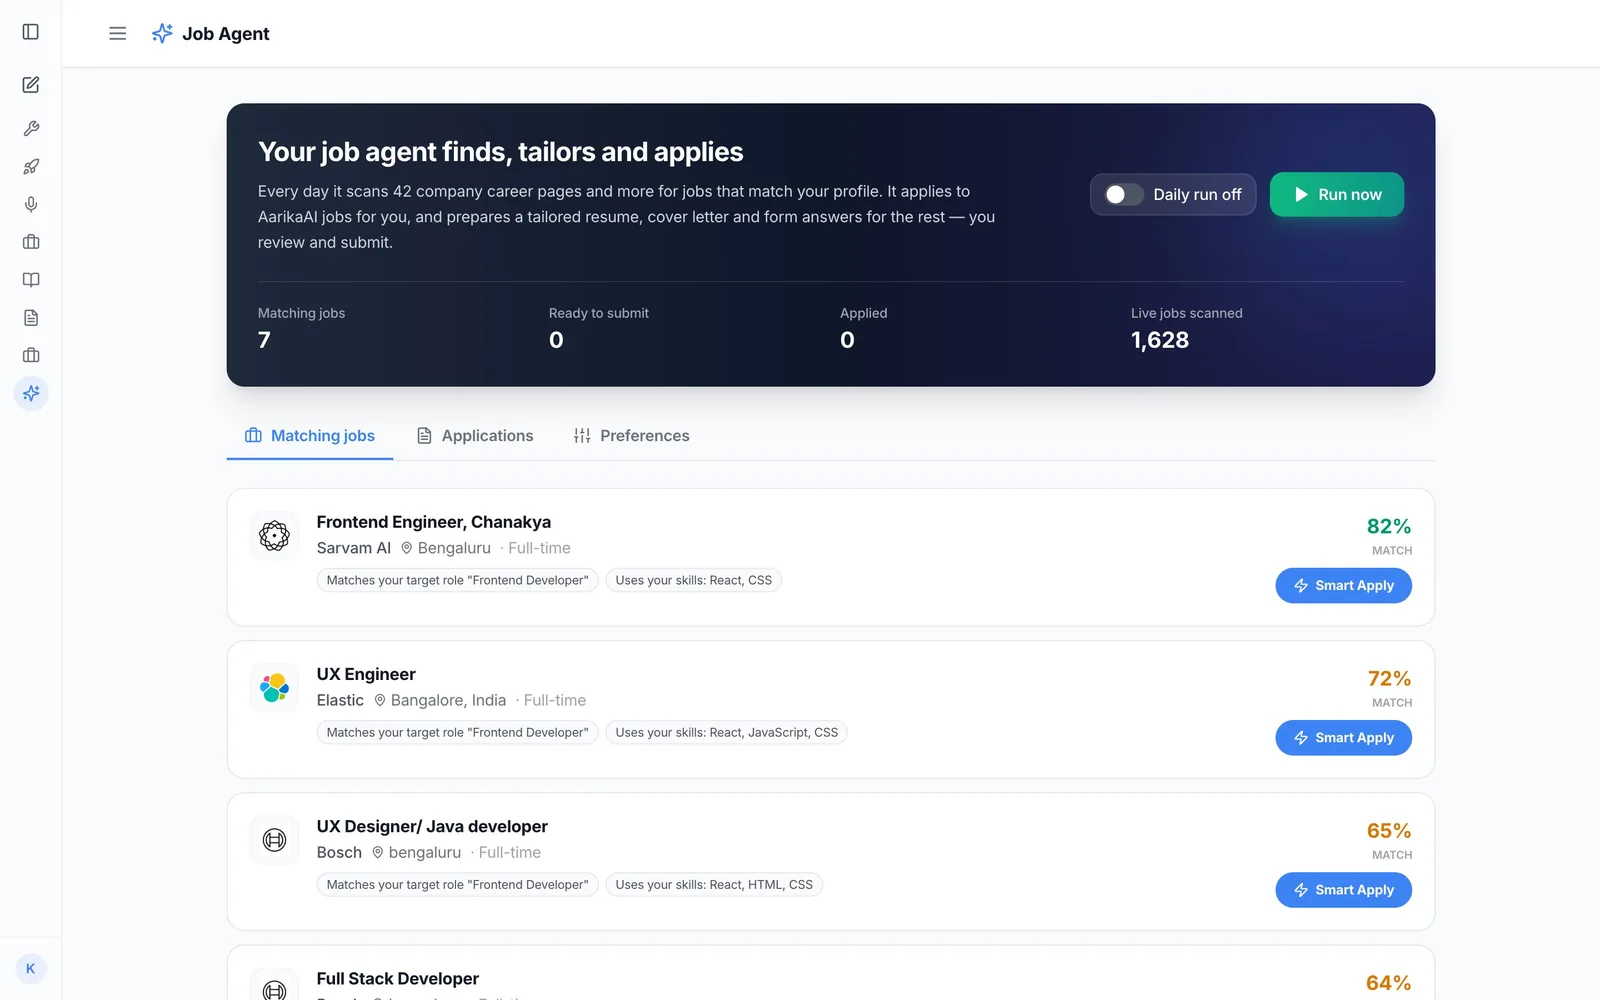 Job Agent
Your job agent finds, tailors and applies
Every day it scans 42 company career pages and more for jobs that match your profile. It applies to
AarikaAI jobs for you, and prepares a tailored resume, cover letter and form answers for the rest — you
review and submit.
Daily run off
Run now
Matching jobs
7
Ready to submit
0
Applied
0
Live jobs scanned
1,628
Matching jobs
Applications
Preferences
Frontend Engineer, Chanakya
Sarvam AI Bengaluru · Full-time
Matches your target role "Frontend Developer"
Uses your skills: React, CSS
82%
MATCH
Smart Apply
UX Engineer
Elastic Bangalore, India · Full-time
Matches your target role "Frontend Developer"
Uses your skills: React, JavaScript, CSS
72%
MATCH
Smart Apply
UX Designer/ Java developer
Bosch bengaluru · Full-time
Matches your target role "Frontend Developer"
Uses your skills: React, HTML, CSS
65%
MATCH
Smart Apply
Full Stack Developer
64%
K